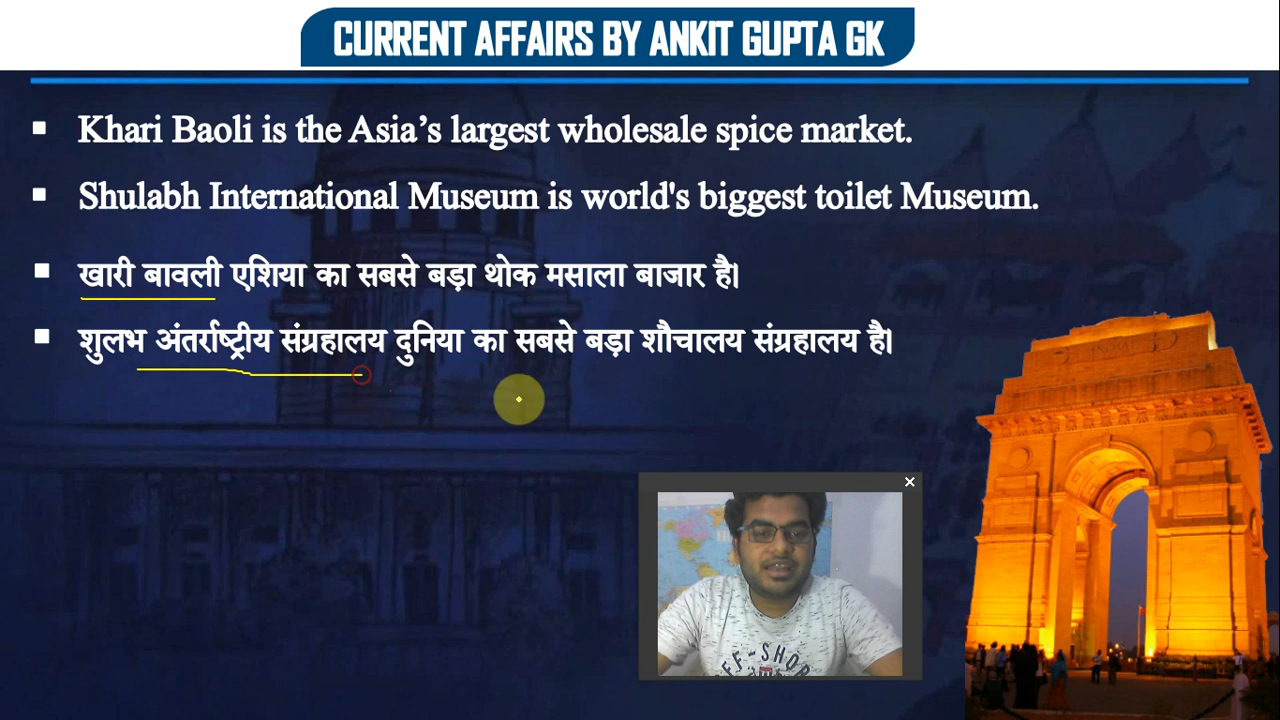 CURRENT AFFAIRS BY ANKIT GUPTA GK
Khari Baoli is the Asia’s largest wholesale spice market.
Shulabh International Museum is world's biggest toilet Museum.
खारी बावली एशिया का सबसे बड़ा थोक मसाला बाजार है।
शुलभ अंतर्राष्ट्रीय संग्रहालय दुनिया का सबसे बड़ा शौचालय संग्रहालय है।